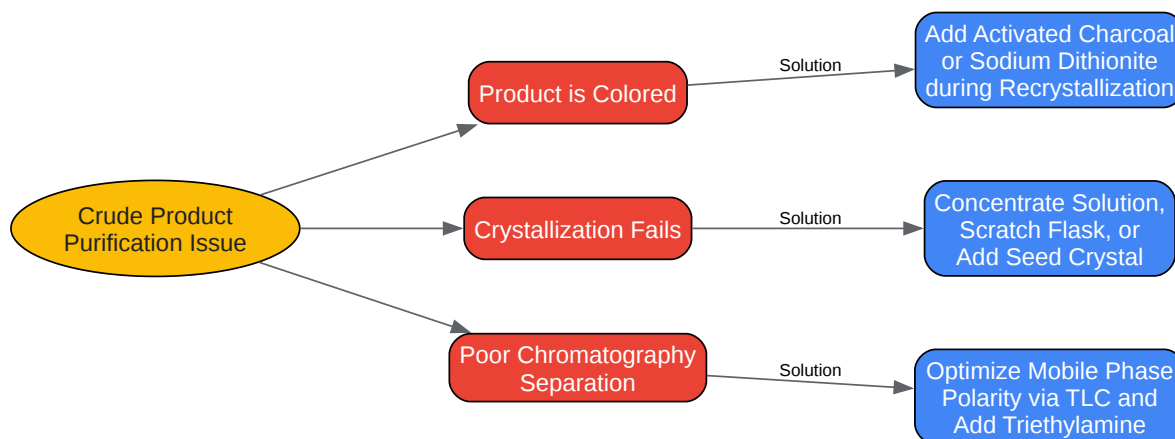 Crude Product
Purification Issue
Product is Colored
Solution
Add Activated Charcoal
or Sodium Dithionite
during Recrystallization
Crystallization Fails
Solution
Concentrate Solution,
Scratch Flask, or
Add Seed Crystal
Poor Chromatography
Separation
Solution
Optimize Mobile Phase
Polarity via TLC and
Add Triethylamine